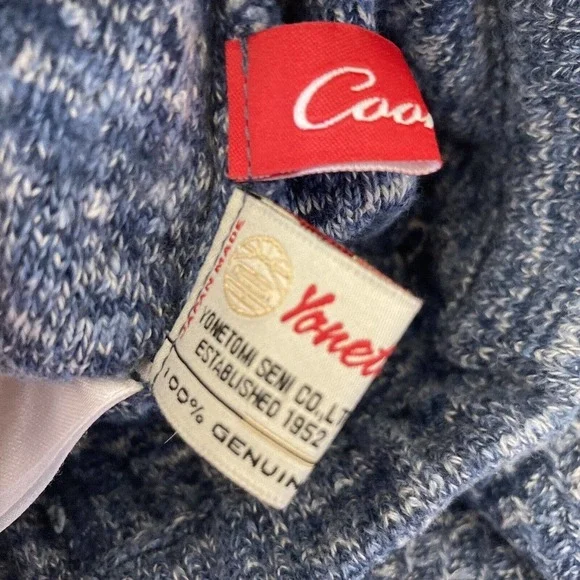 Coo
JAPAN MADE
Yonet
YONETOMI SENI CO.,LT
ESTABLISHED 1952
100% GENUIN